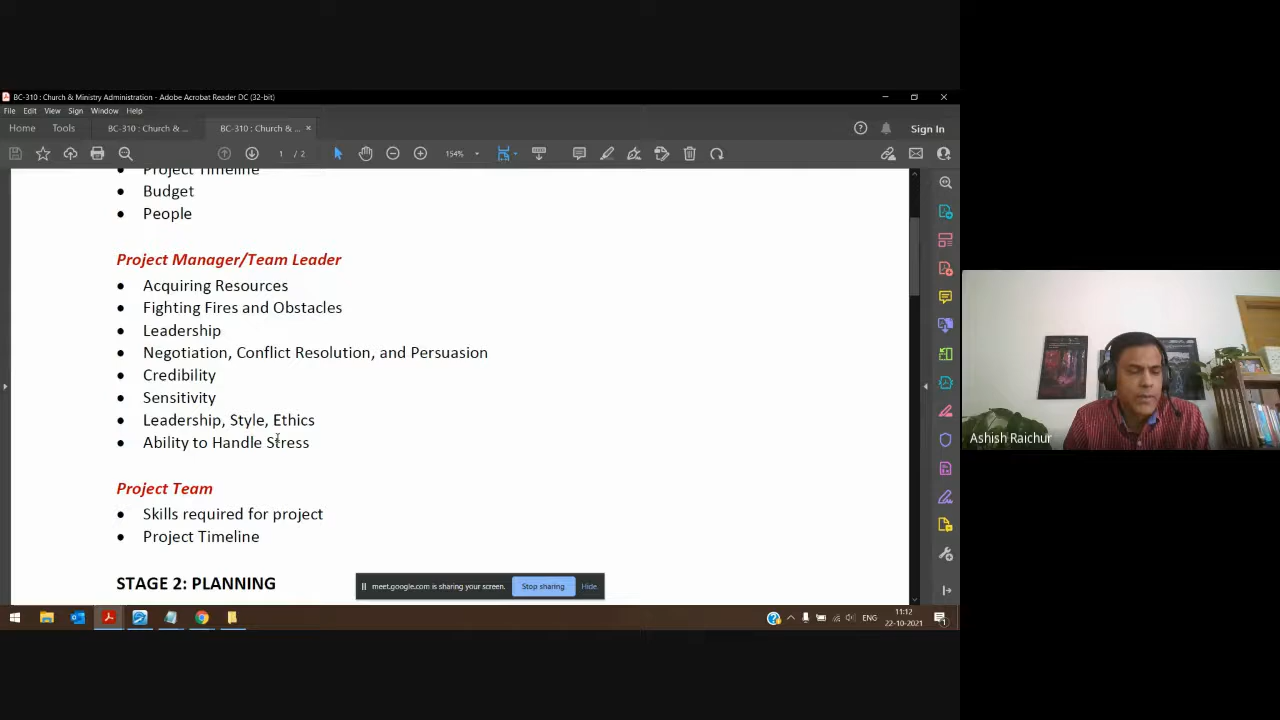 BC-310 : Church & Ministry Administration - Adobe Acrobat Reader DC (32-bit)
File Edit View Sign Window Help
Home Tools BC-310 : Church & ... BC-310 : Church & ... × Sign In
1 / 2 154%
Project Timeline
• Budget
• People
Project Manager/Team Leader
• Acquiring Resources
• Fighting Fires and Obstacles
• Leadership
• Negotiation, Conflict Resolution, and Persuasion
• Credibility
• Sensitivity
• Leadership, Style, Ethics
• Ability to Handle Stress
Project Team
• Skills required for project
• Project Timeline
STAGE 2: PLANNING
meet.google.com is sharing your screen. Stop sharing Hide
Ashish Raichur
ENG 11:12
22-10-2021